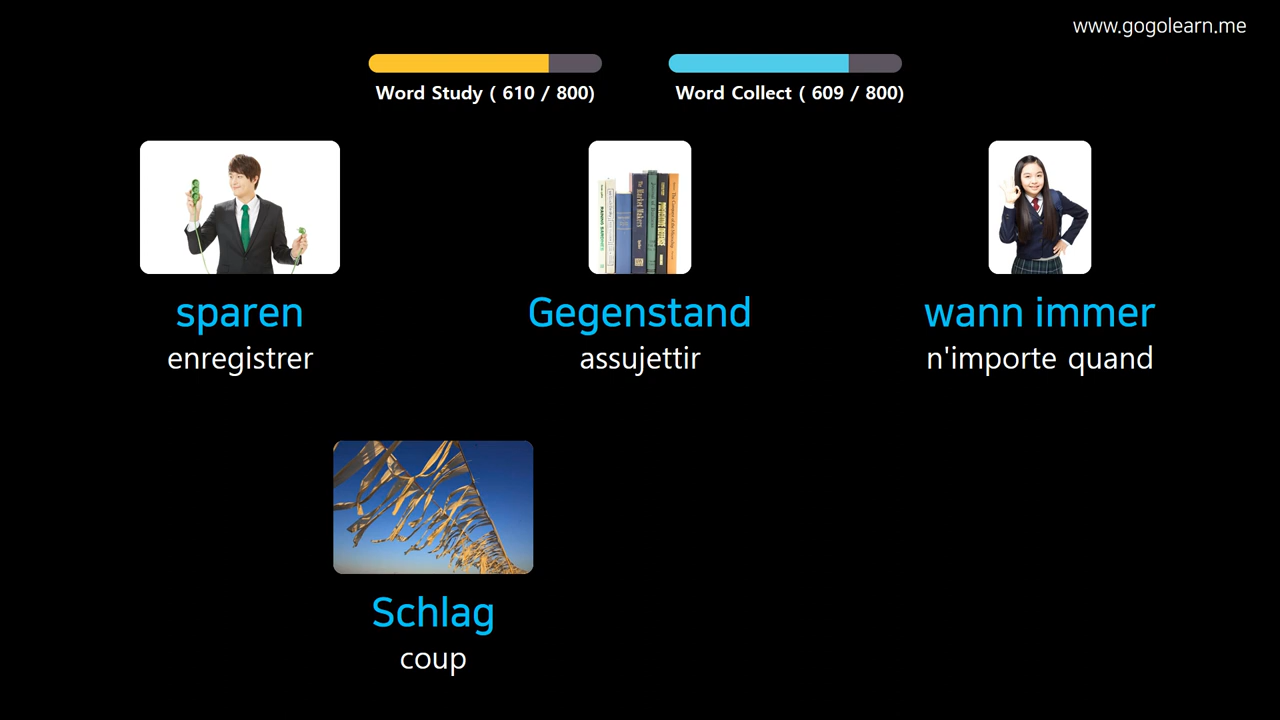 www.gogolearn.me
Word Study ( 610 / 800)
Word Collect ( 609 / 800)
sparen
enregistrer
Gegenstand
assujettir
wann immer
n'importe quand
Schlag
coup